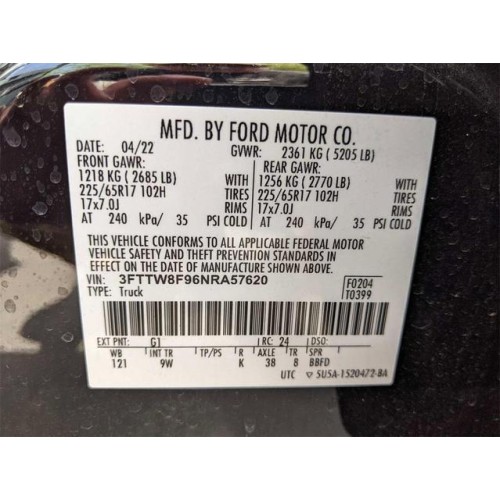 MFD. BY FORD MOTOR CO.
DATE: 04/22 GVWR: 2361 KG ( 5205 LB)
FRONT GAWR: REAR GAWR:
1218 KG ( 2685 LB) WITH 1256 KG ( 2770 LB) WITH
225/65R17 102H TIRES 225/65R17 102H TIRES
17x7.0J RIMS 17x7.0J RIMS
AT 240 kPa/ 35 PSI COLD AT 240 kPa/ 35 PSI COLD
THIS VEHICLE CONFORMS TO ALL APPLICABLE FEDERAL MOTOR
VEHICLE SAFETY AND THEFT PREVENTION STANDARDS IN
EFFECT ON THE DATE OF MANUFACTURE SHOWN ABOVE.
VIN: 3FTTW8F96NRA57620 F0204
TYPE: Truck T0399
EXT PNT: G1 RC: 24 DSO:
WB INT TR TP/PS R AXLE TR SPR
121 9W K 38 8 BBFD
UTC ▽ 5U5A-1520472-BA